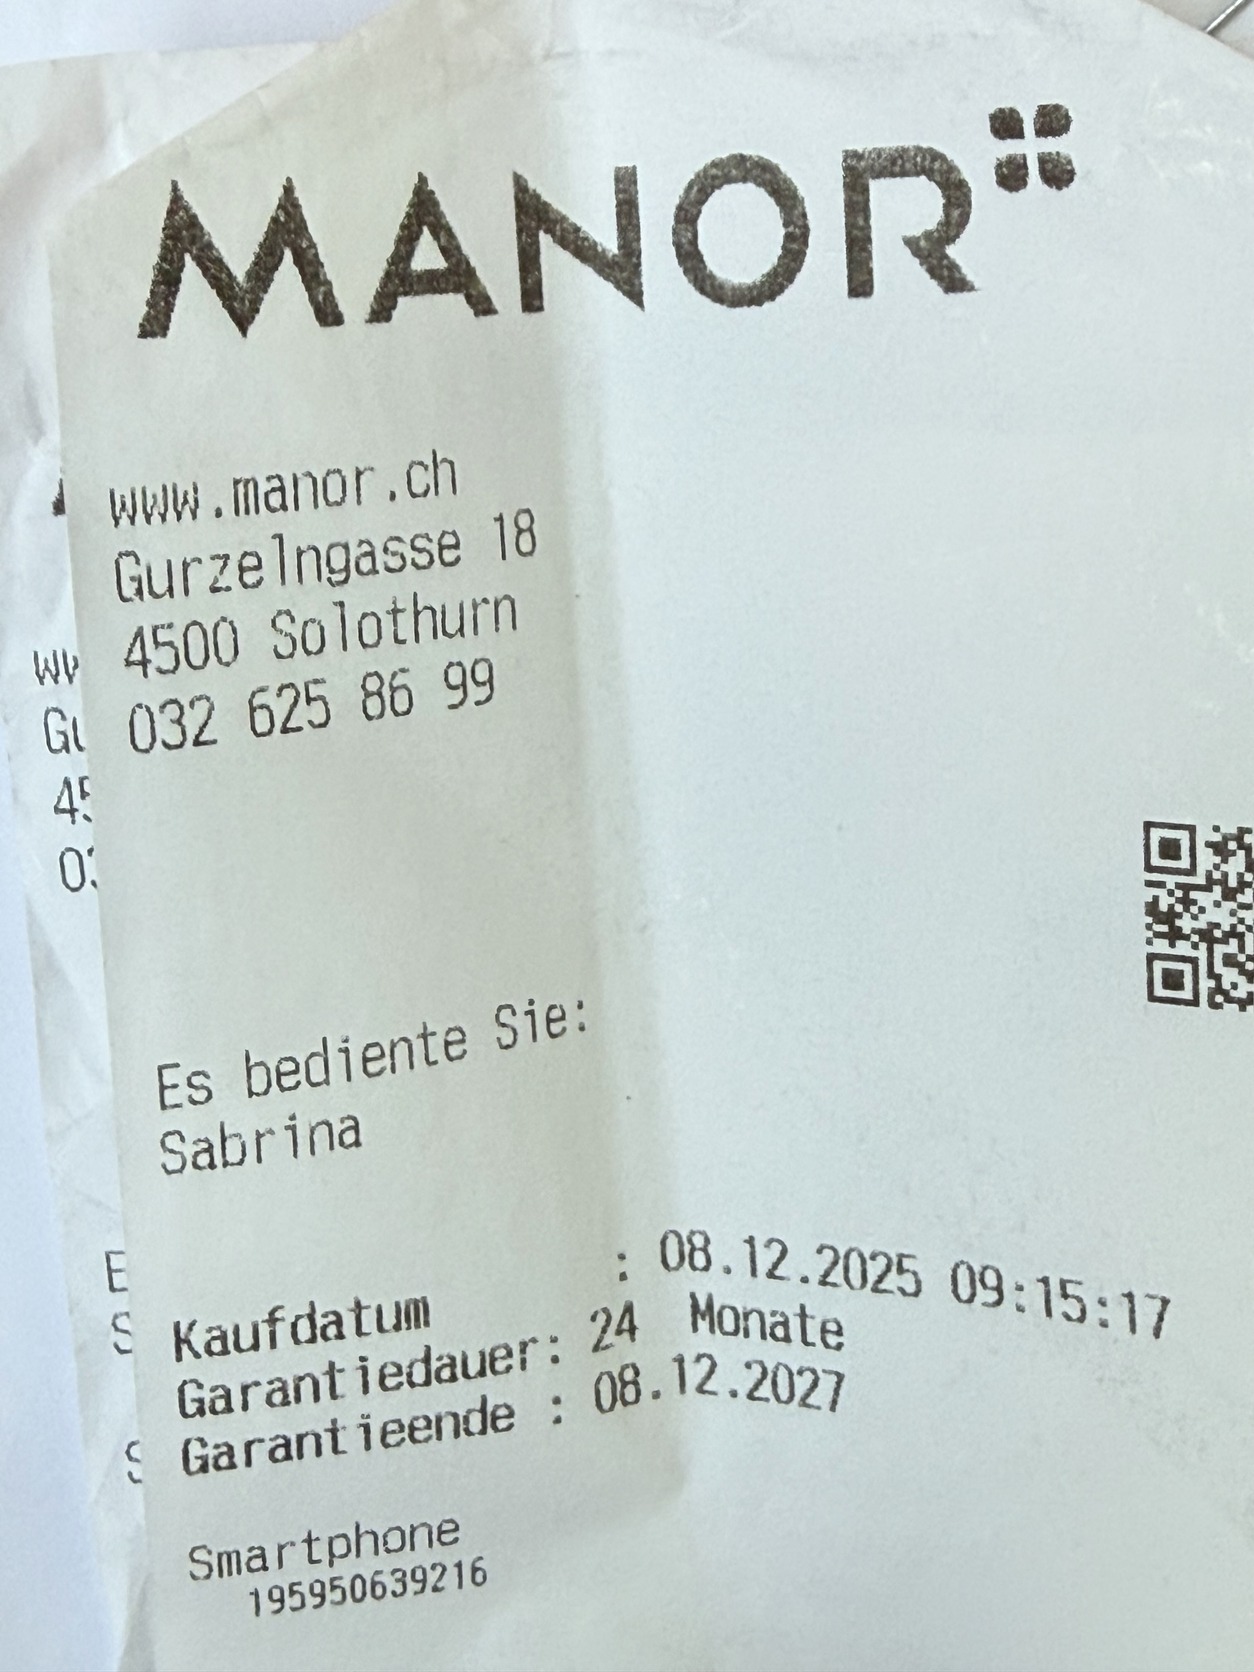 MANOR
www.manor.ch
Gurzelngasse 18
4500 Solothurn
032 625 86 99
Es bediente Sie:
Sabrina
Kaufdatum : 08.12.2025 09:15:17
Garantiedauer: 24 Monate
Garantieende : 08.12.2027
Smartphone
195950639216